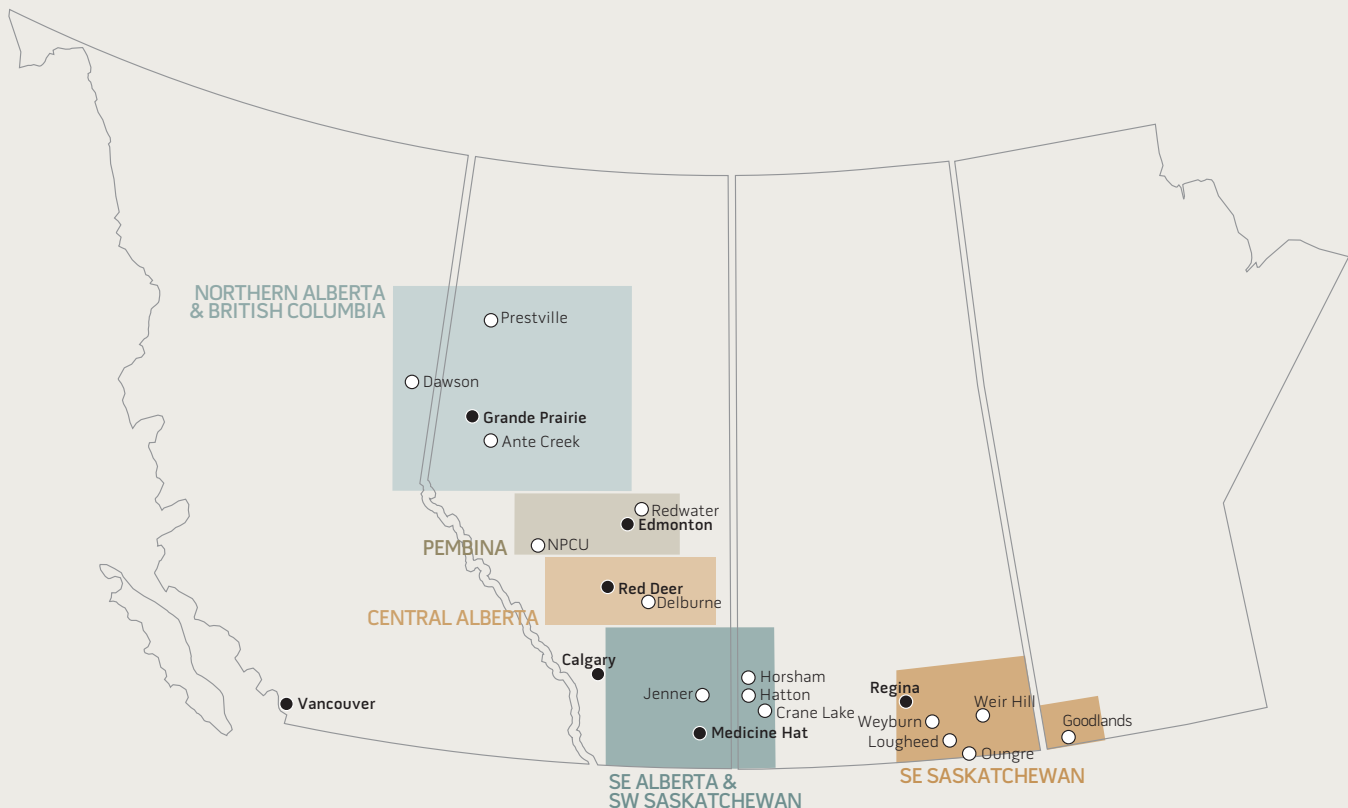 NORTHERN ALBERTA
& BRITISH COLUMBIA
Prestville
Dawson
Grande Prairie
Ante Creek
Redwater
Edmonton
PEMBINA
NPCU
Red Deer
Delburne
CENTRAL ALBERTA
Calgary
Vancouver
Jenner
Horsham
Hatton
Crane Lake
Medicine Hat
SE ALBERTA &
SW SASKATCHEWAN
Regina
Weir Hill
Weyburn
Lougheed
Oungre
Goodlands
SE SASKATCHEWAN